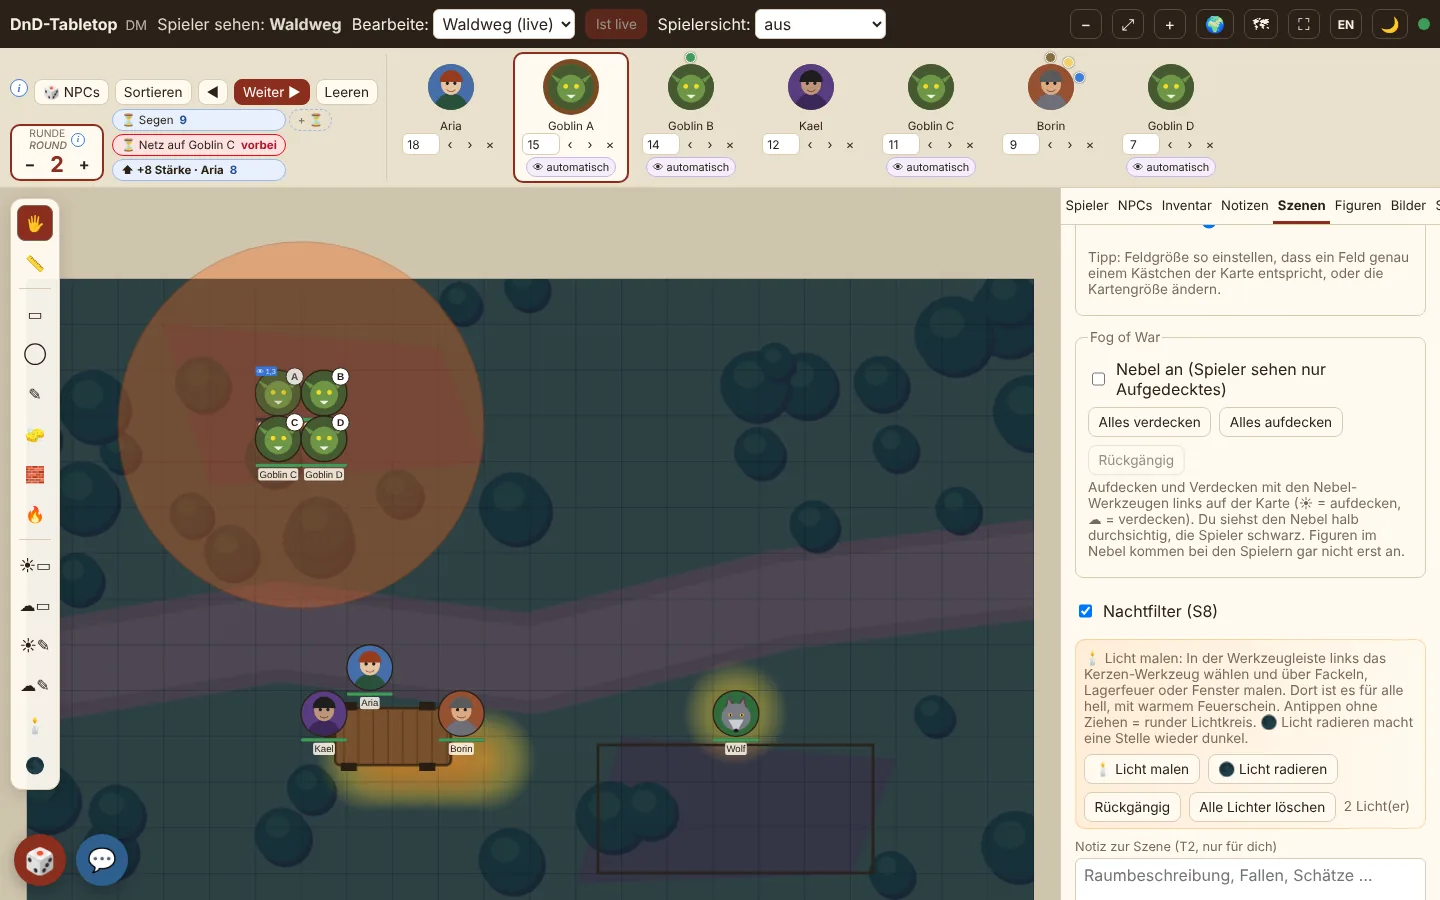 DnD-Tabletop DM Spieler sehen: Waldweg Bearbeite: Waldweg (live) Ist live Spielersicht: aus EN
i NPCs Sortieren ◀ Weiter ▶ Leeren
RUNDE
ROUND i
− 2 +
Segen 9 +
Netz auf Goblin C vorbei
+8 Stärke · Aria 8
Aria
18 ‹ › ×
Goblin A
15 ‹ › ×
automatisch
Goblin B
14 ‹ › ×
automatisch
Kael
12 ‹ › ×
Goblin C
11 ‹ › ×
automatisch
Borin
9 ‹ › ×
Goblin D
7 ‹ › ×
automatisch
1,3
A B
C D
Goblin C Goblin D
Aria
Kael Borin
Wolf
Spieler NPCs Inventar Notizen Szenen Figuren Bilder S
Tipp: Feldgröße so einstellen, dass ein Feld genau
einem Kästchen der Karte entspricht, oder die
Kartengröße ändern.
Fog of War
Nebel an (Spieler sehen nur
Aufgedecktes)
Alles verdecken Alles aufdecken
Rückgängig
Aufdecken und Verdecken mit den Nebel-
Werkzeugen links auf der Karte (☀ = aufdecken,
☁ = verdecken). Du siehst den Nebel halb
durchsichtig, die Spieler schwarz. Figuren im
Nebel kommen bei den Spielern gar nicht erst an.
Nachtfilter (S8)
Licht malen: In der Werkzeugleiste links das
Kerzen-Werkzeug wählen und über Fackeln,
Lagerfeuer oder Fenster malen. Dort ist es für alle
hell, mit warmem Feuerschein. Antippen ohne
Ziehen = runder Lichtkreis. 🌑 Licht radieren macht
eine Stelle wieder dunkel.
Licht malen Licht radieren
Rückgängig Alle Lichter löschen 2 Licht(er)
Notiz zur Szene (T2, nur für dich)
Raumbeschreibung, Fallen, Schätze ...